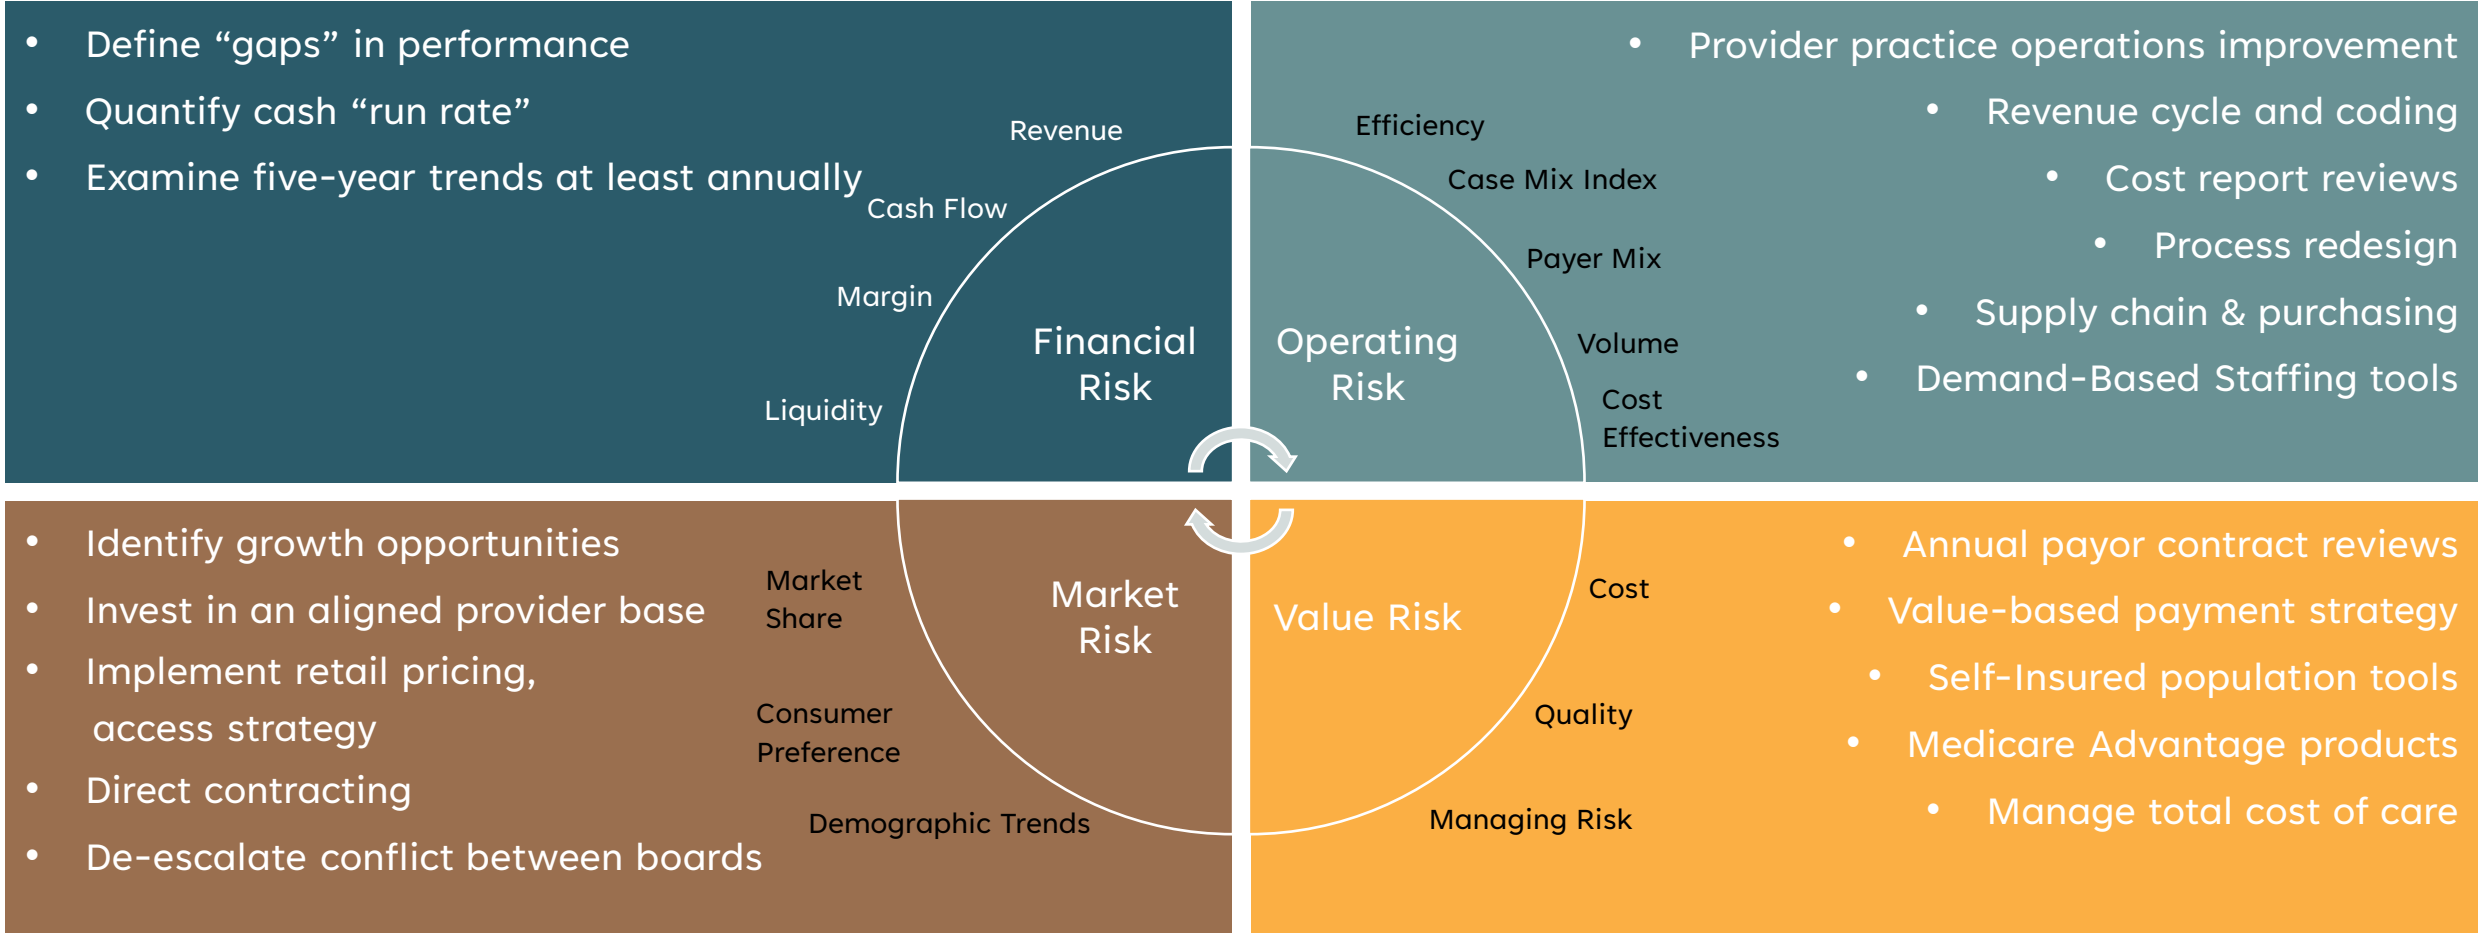 • Define “gaps” in performance
• Quantify cash “run rate”
• Examine five-year trends at least annually
Revenue
Cash Flow
Margin
Liquidity
Financial
Risk
• Provider practice operations improvement
• Revenue cycle and coding
• Cost report reviews
• Process redesign
• Supply chain & purchasing
• Demand-Based Staffing tools
Efficiency
Case Mix Index
Payer Mix
Volume
Cost
Effectiveness
Operating
Risk
• Identify growth opportunities
• Invest in an aligned provider base
• Implement retail pricing,
access strategy
• Direct contracting
• De-escalate conflict between boards
Market
Share
Consumer
Preference
Demographic Trends
Market
Risk
Value Risk
Cost
Quality
Managing Risk
• Annual payor contract reviews
• Value-based payment strategy
• Self-Insured population tools
• Medicare Advantage products
• Manage total cost of care